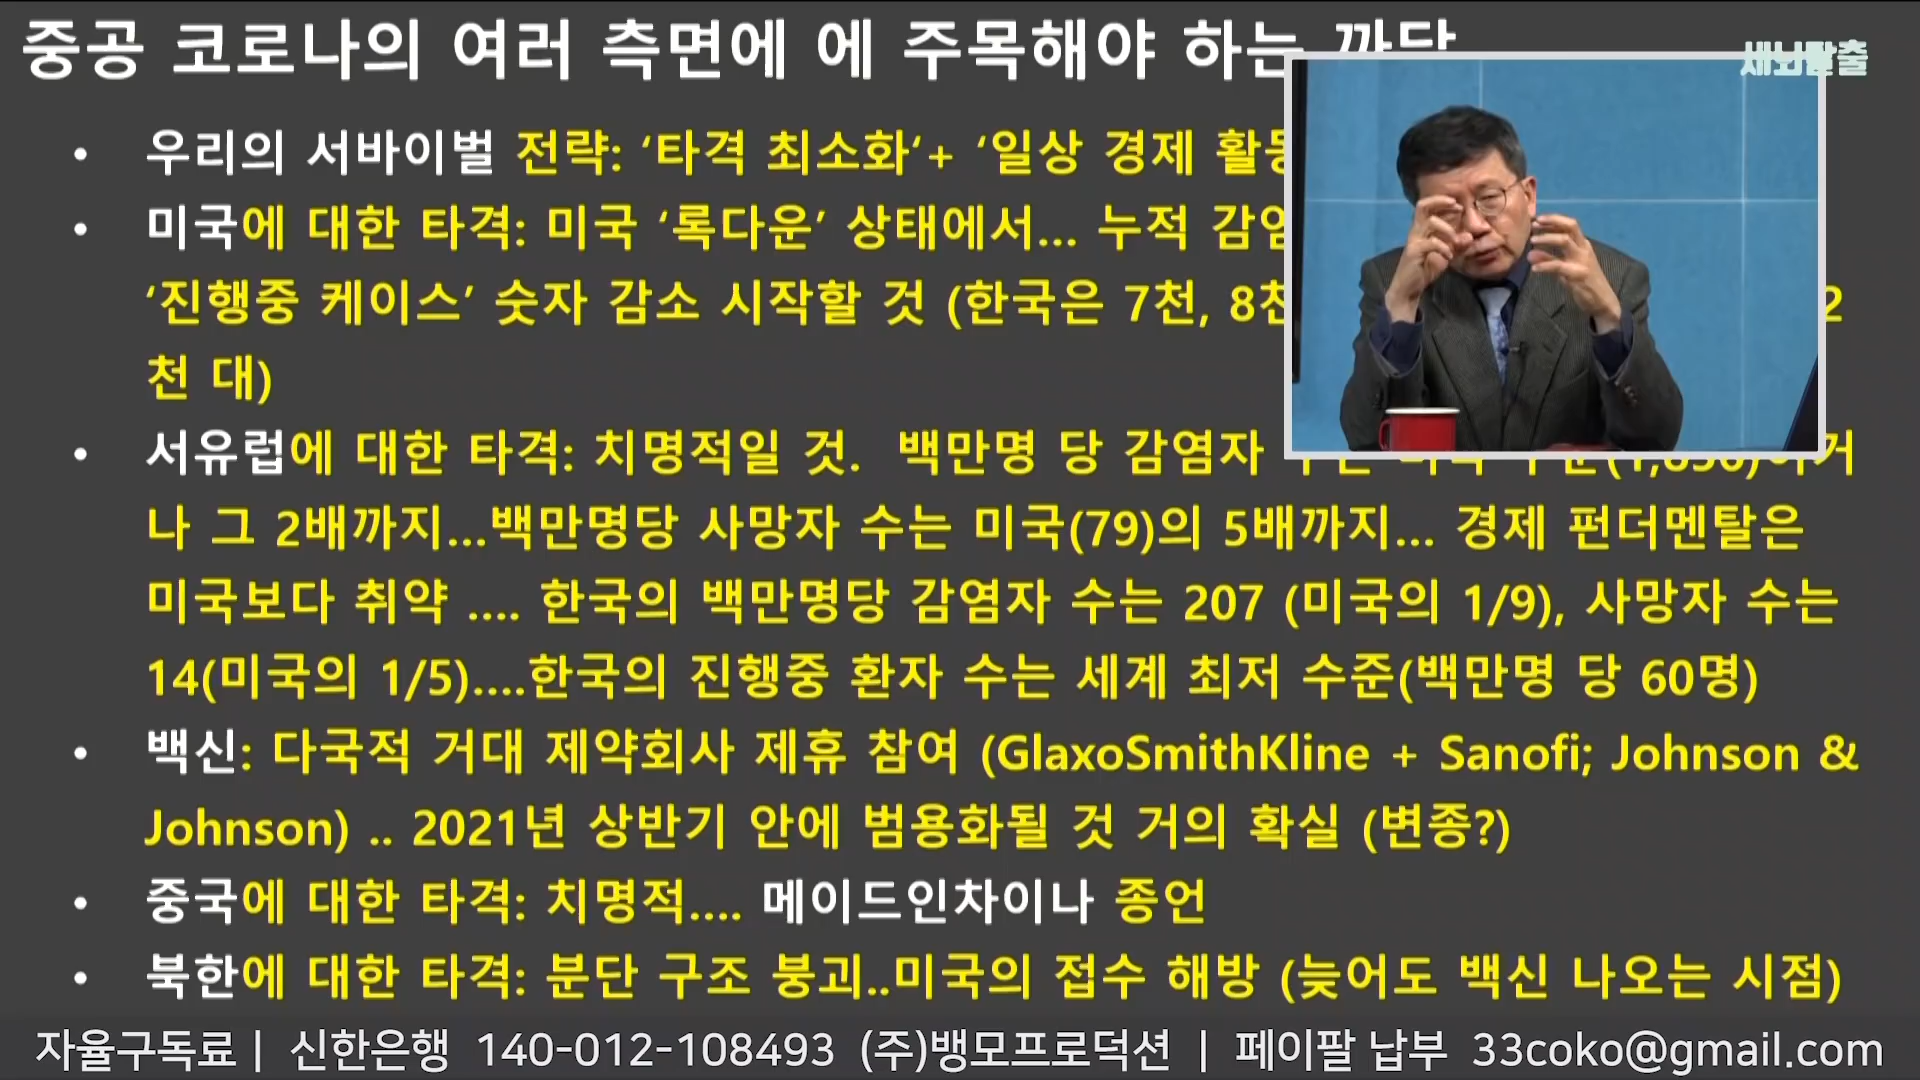 중공 코로나의 여러 측면에 에 주목해야 하는 까닭
세뇌탈출
• 우리의 서바이벌 전략: ‘타격 최소화‘+ ‘일상 경제
• 미국에 대한 타격: 미국 ‘록다운’ 상태에서... 누적
‘진행중 케이스’ 숫자 감소 시작할 것 (한국은 7천, 2
천 대)
• 서유럽에 대한 타격: 치명적일 것. 백만명 당 감염자
나 그 2배까지...백만명당 사망자 수는 미국(79)의 5배까지... 경제 펀더멘탈은
미국보다 취약 .... 한국의 백만명당 감염자 수는 207 (미국의 1/9), 사망자 수는
14(미국의 1/5)....한국의 진행중 환자 수는 세계 최저 수준(백만명 당 60명)
• 백신: 다국적 거대 제약회사 제휴 참여 (GlaxoSmithKline + Sanofi; Johnson &
Johnson) .. 2021년 상반기 안에 범용화될 것 거의 확실 (변종?)
• 중국에 대한 타격: 치명적.... 메이드인차이나 종언
• 북한에 대한 타격: 분단 구조 붕괴..미국의 접수 해방 (늦어도 백신 나오는 시점)
자율구독료 | 신한은행 140-012-108493 (주)뱅모프로덕션 | 페이팔 납부 33coko@gmail.com